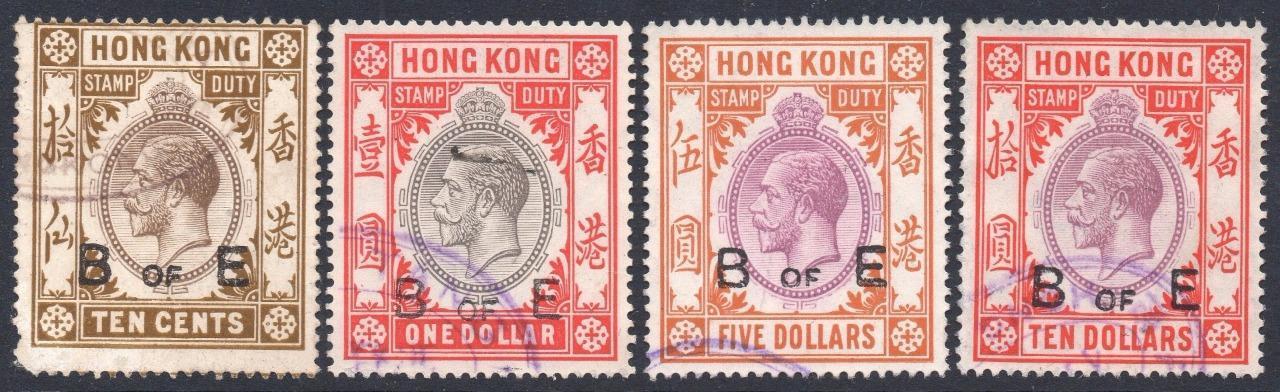 HONG KONG
STAMP DUTY
拾仙
香港
B OF E
TEN CENTS
HONG KONG
STAMP DUTY
壹圓
香港
B OF E
ONE DOLLAR
HONG KONG
STAMP DUTY
伍圓
香港
B OF E
FIVE DOLLARS
HONG KONG
STAMP DUTY
拾圓
香港
B OF E
TEN DOLLARS